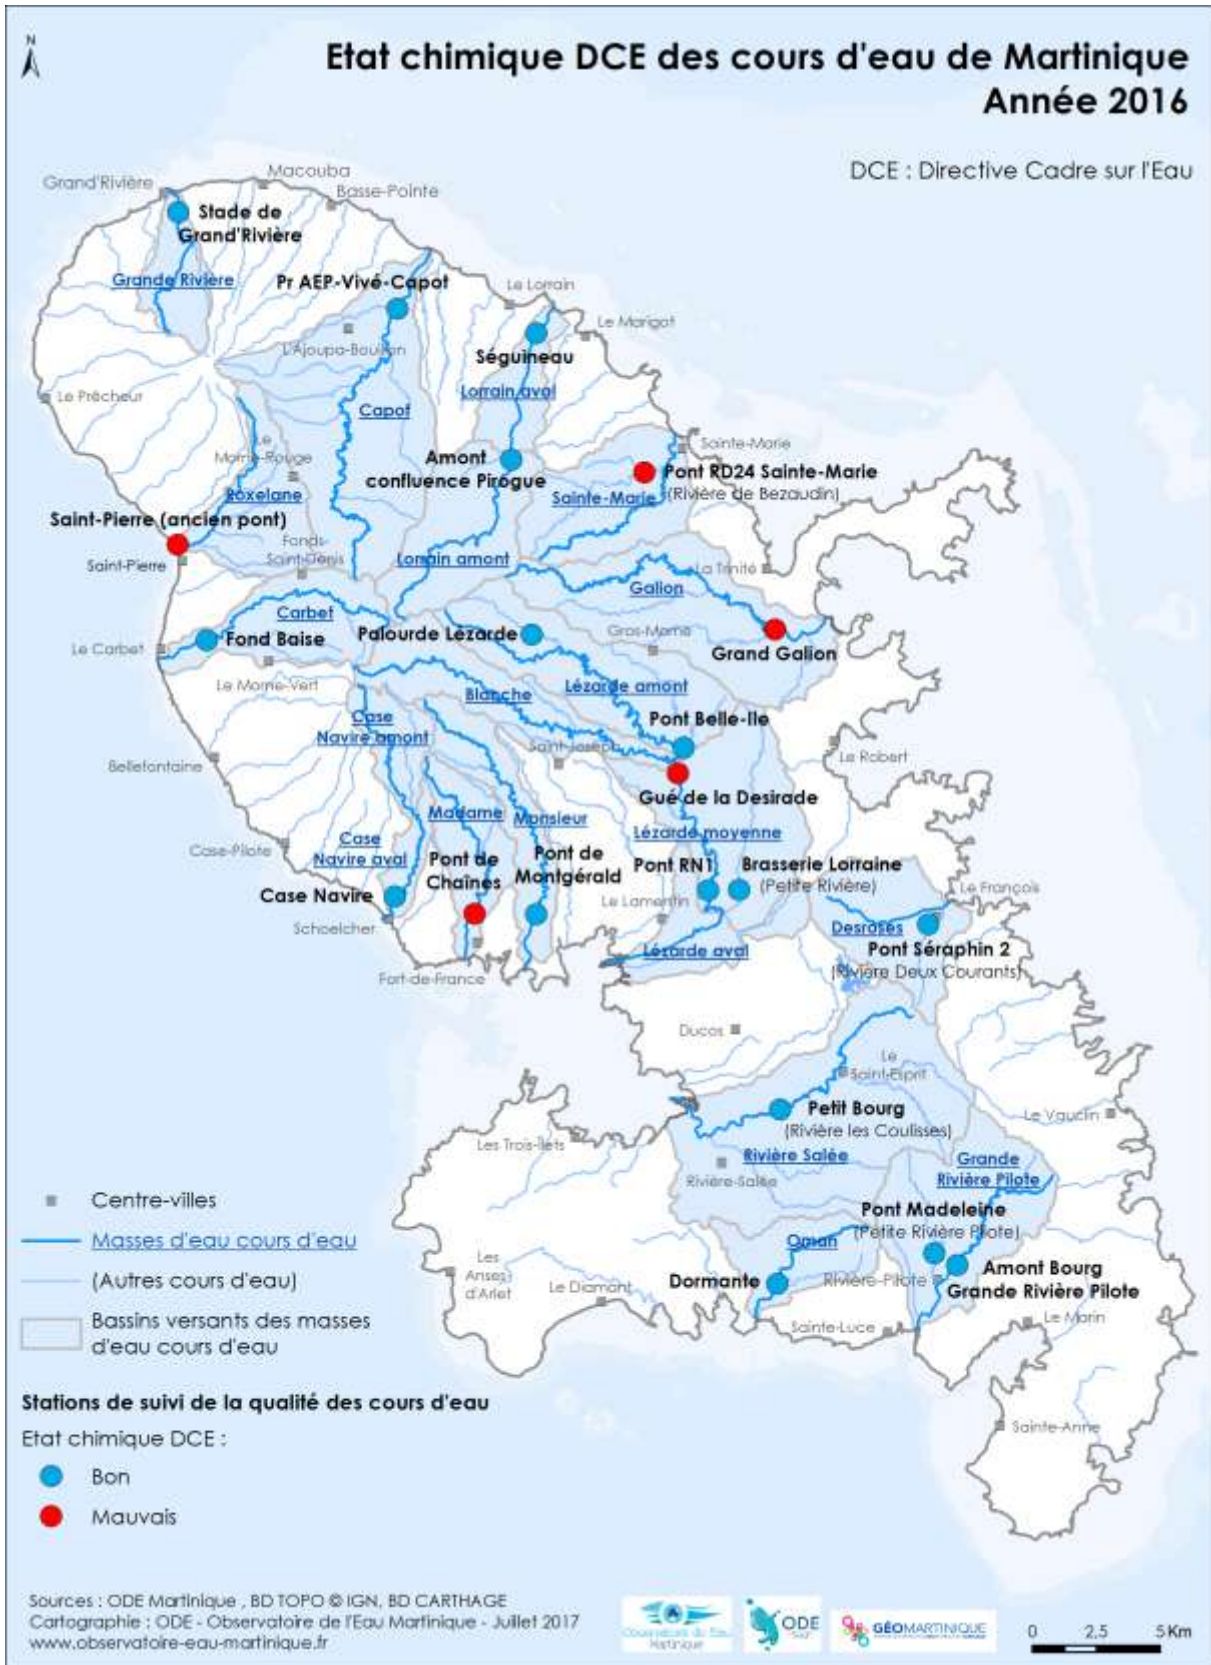 N
Etat chimique DCE des cours d'eau de Martinique
Année 2016
DCE : Directive Cadre sur l'Eau
Grand'Rivière
Macouba
Basse-Pointe
Stade de
Grand'Rivière
Grande Rivière
Pr AEP-Vivé-Capot
Le Lorrain
Le Marigot
L'Ajoupa-Bouillon
Séguineau
Lorrain aval
Le Prêcheur
Capot
Le
Morne-Rouge
Amont
confluence Pirogue
Sainte-Marie
Pont RD24 Sainte-Marie
(Rivière de Bezaudin)
Sainte-Marie
Roxelane
Saint-Pierre (ancien pont)
Saint-Pierre
Fonds-
Saint-Denis
Lorrain amont
La Trinité
Galion
Carbet
Fond Baise
Palourde Lézarde
Gros-Morne
Grand Galion
Le Carbet
Le Morne-Vert
Blanche
Lézarde amont
Case
Navire amont
Pont Belle-Ile
Saint-Joseph
Le Robert
Bellefontaine
Gué de la Desirade
Madame
Monsieur
Lézarde moyenne
Case-Pilote
Case
Navire aval
Pont de
Chaînes
Pont de
Montgérald
Pont RN1
Brasserie Lorraine
(Petite Rivière)
Case Navire
Le Lamentin
Le François
Schoelcher
Desroses
Pont Séraphin 2
(Rivière Deux Courants)
Lézarde aval
Fort-de-France
Ducos
Le
Saint-Esprit
Petit Bourg
(Rivière les Coulisses)
Le Vauclin
Les Trois-Îlets
Rivière Salée
Rivière-Salée
Grande
Rivière Pilote
Pont Madeleine
(Petite Rivière Pilote)
Oman
Les
Anses
d'Arlet
Le Diamant
Dormante
Rivière-Pilote
Amont Bourg
Grande Rivière Pilote
Sainte-Luce
Le Marin
Sainte-Anne
Centre-villes
Masses d'eau cours d'eau
(Autres cours d'eau)
Bassins versants des masses
d'eau cours d'eau
Stations de suivi de la qualité des cours d'eau
Etat chimique DCE :
Bon
Mauvais
Sources : ODE Martinique , BD TOPO © IGN, BD CARTHAGE
Cartographie : ODE - Observatoire de l'Eau Martinique - Juillet 2017
www.observatoire-eau-martinique.fr
Observatoire de l'Eau
Martinique
ODE
GÉOMARTINIQUE
0 2,5 5 Km